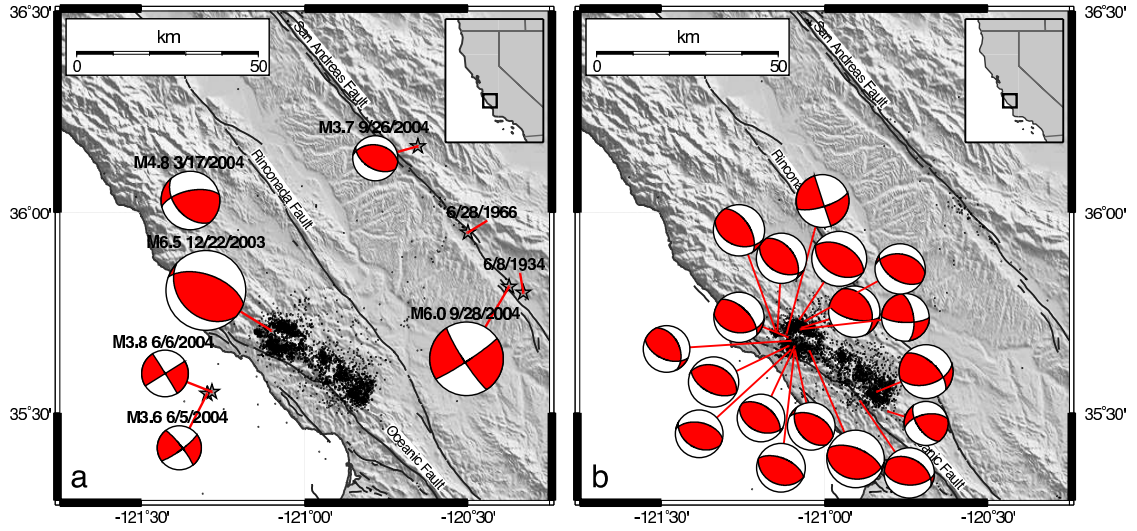 36˚30'
36˚00'
35˚30'
-121˚30'
-121˚00'
-120˚30'
km
0
50
San Andreas Fault
M3.7 9/26/2004
M4.8 3/17/2004
Rinconada Fault
6/28/1966
M6.5 12/22/2003
6/8/1934
M6.0 9/28/2004
M3.8 6/6/2004
M3.6 6/5/2004
Oceanic Fault
a
km
0
50
San Andreas Fault
Rincona
anic Fault
b
-121˚30'
-121˚00'
-120˚30'
36˚30'
36˚00'
35˚30'